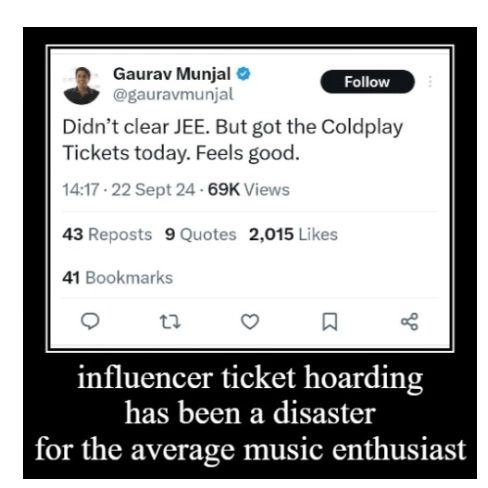 Gaurav Munjal
Follow
@gauravmunjal
Didn't clear JEE. But got the Coldplay
Tickets today. Feels good.
14:17 · 22 Sept 24 · 69K Views
43 Reposts 9 Quotes 2,015 Likes
41 Bookmarks
influencer ticket hoarding
has been a disaster
for the average music enthusiast